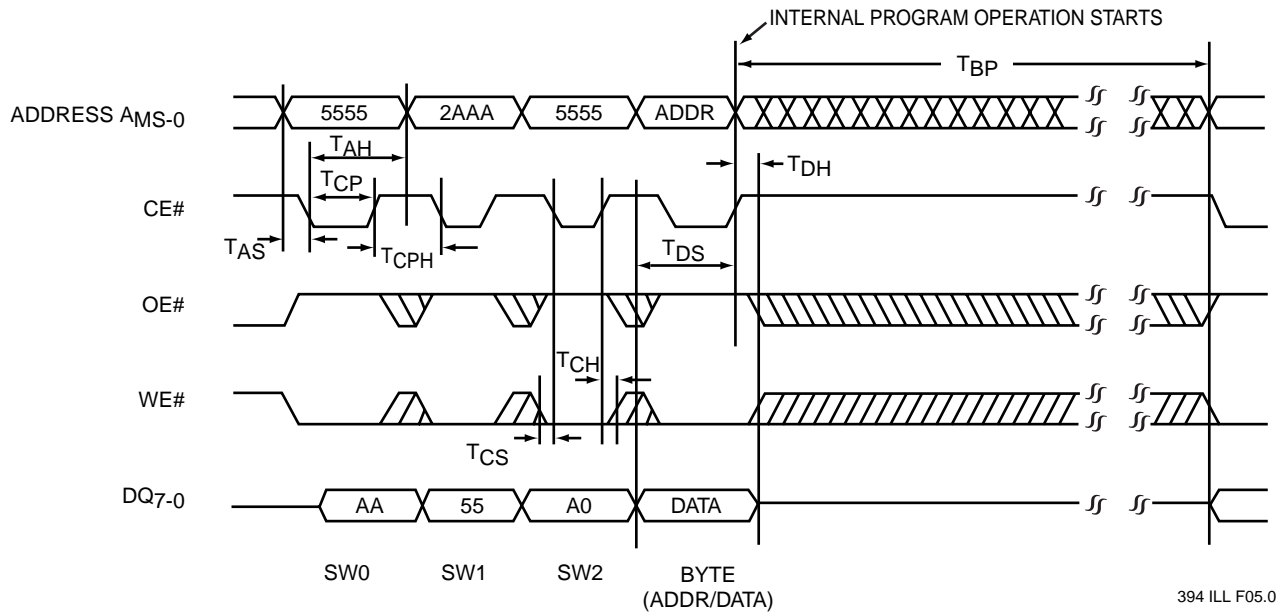 INTERNAL PROGRAM OPERATION STARTS
TBP
ADDRESS AMS-0
5555
2AAA
5555
ADDR
TAH
TDH
TCP
CE#
TAS
TCPH
TDS
OE#
TCH
WE#
TCS
DQ7-0
AA
55
A0
DATA
SW0
SW1
SW2
BYTE
(ADDR/DATA)
394 ILL F05.0